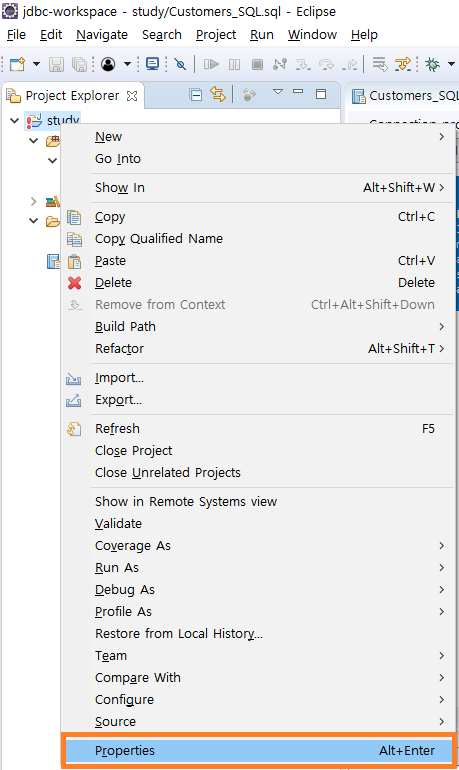 jdbc-workspace - study/Customers_SQL.sql - Eclipse
File Edit Navigate Search Project Run Window Help
Project Explorer
Customers_SQL
study
New
Go Into
Show In Alt+Shift+W
Copy Ctrl+C
Copy Qualified Name
Paste Ctrl+V
Delete Delete
Remove from Context Ctrl+Alt+Shift+Down
Build Path
Refactor Alt+Shift+T
Import...
Export...
Refresh F5
Close Project
Close Unrelated Projects
Show in Remote Systems view
Validate
Coverage As
Run As
Debug As
Profile As
Restore from Local History...
Team
Compare With
Configure
Source
Properties Alt+Enter